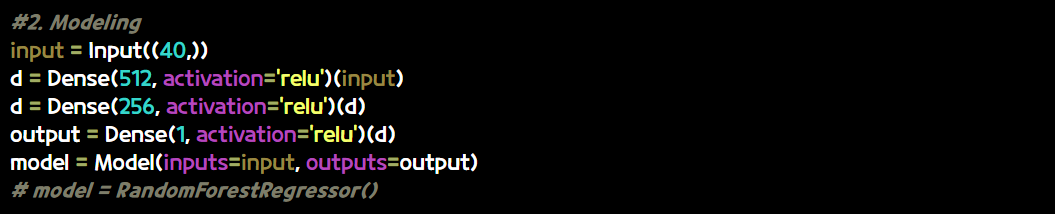 #2. Modeling
input = Input((40,))
d = Dense(512, activation='relu')(input)
d = Dense(256, activation='relu')(d)
output = Dense(1, activation='relu')(d)
model = Model(inputs=input, outputs=output)
# model = RandomForestRegressor()